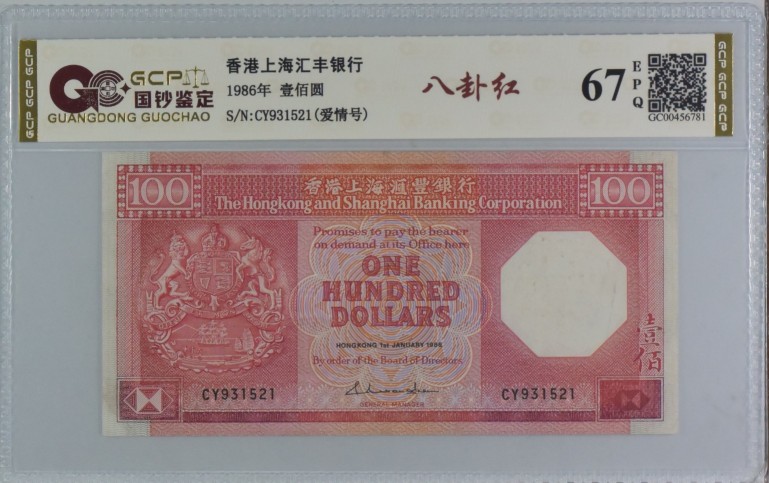 GCP
国钞鉴定
GUANGDONG GUOCHAO
香港上海汇丰银行
1986年 壹佰圆
S/N:CY931521(爱情号)
八卦红
67
EPQ
GC00456781
GCP GCP GCP
100
香港上海滙豐銀行
100
The Hongkong and Shanghai Banking Corporation
Promises to pay the bearer
on demand at its Office here
ONE
HUNDRED
DOLLARS
HONGKONG 1st JANUARY 1986
By order of the Board of Directors
CY931521
GENERAL MANAGER
CY931521
壹佰